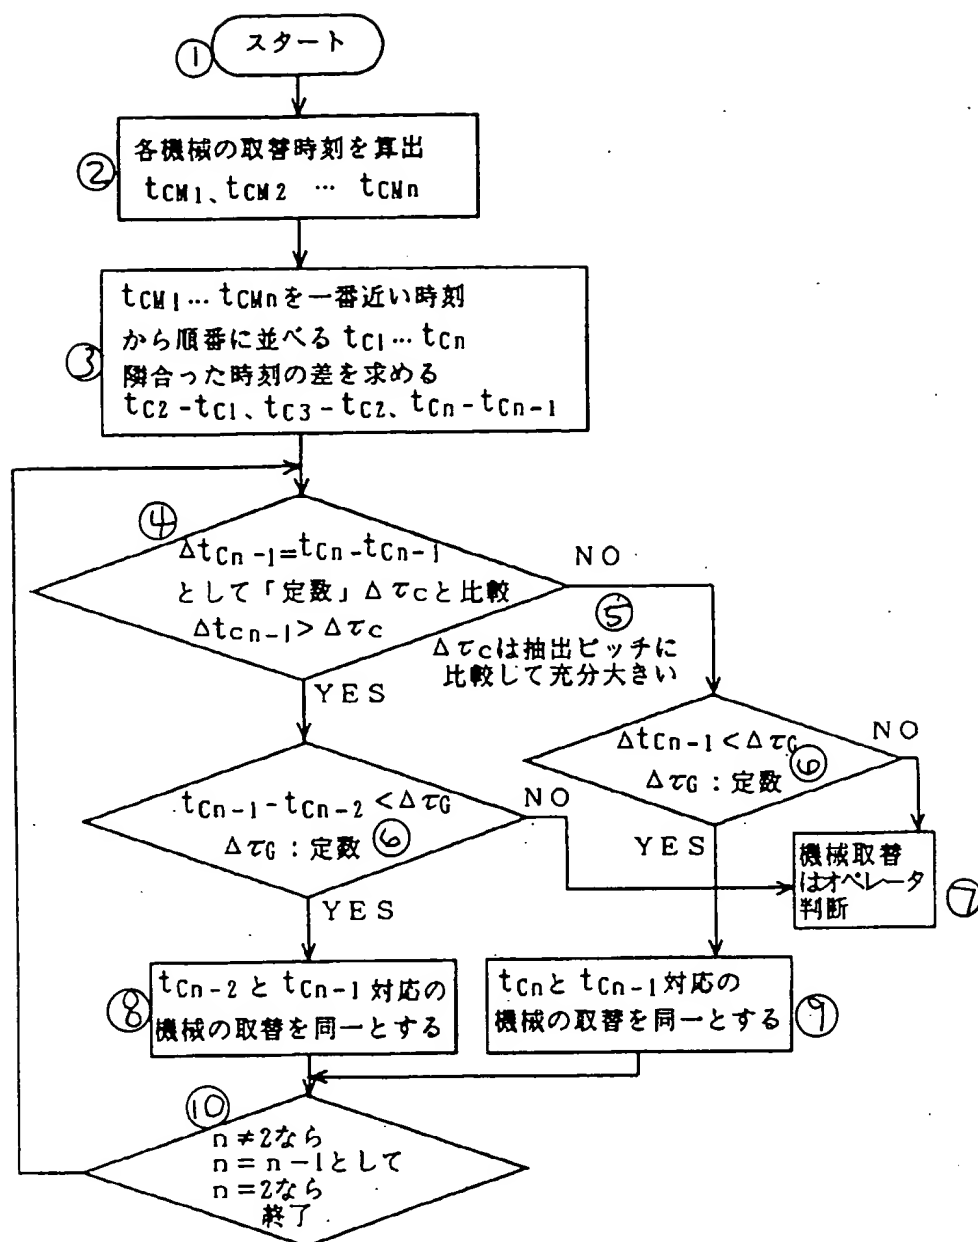 ① スタート
② 各機械の取替時刻を算出
tCM1、tCM2 … tCMn
tCM1…tCMnを一番近い時刻
から順番に並べる tC1…tCn
③ 隣合った時刻の差を求める
tC2-tC1、tC3-tC2、tCn-tCn-1
④
ΔtCn-1=tCn-tCn-1
として「定数」Δτcと比較
Δtcn-1>Δτc
NO
⑤
Δτcは抽出ピッチに
比較して充分大きい
YES
ΔtCn-1<ΔτG
ΔτG:定数 ⑥
NO
YES
tCn-1-tCn-2<ΔτG
ΔτG:定数 ⑥
NO
YES
機械取替
はオペレータ
判断
⑦
⑧ tCn-2と tCn-1対応の
機械の取替を同一とする
tCnと tCn-1対応の
機械の取替を同一とする ⑨
⑩
n≠2なら
n=n-1として
n=2なら
終了